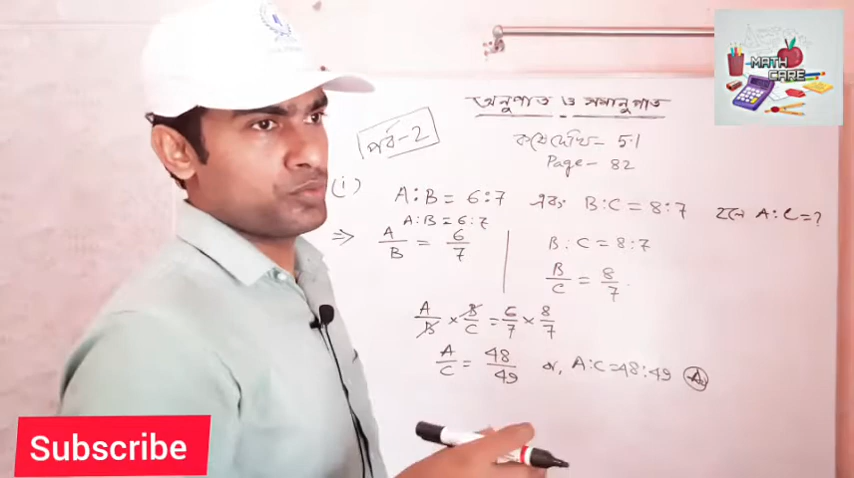 MATH CARE
অনুপাত ও সমানুপাত
পর্ব-2
কষে দেখি- 5.1
Page- 82
(i) A:B = 6:7 এবং B:C = 8:7 হলে A:C=?
A:B = 6:7
⇒ A/B = 6/7
B:C = 8:7
B/C = 8/7
A/B × B/C = 6/7 × 8/7
A/C = 48/49 or, A:C=48:49
Subscribe